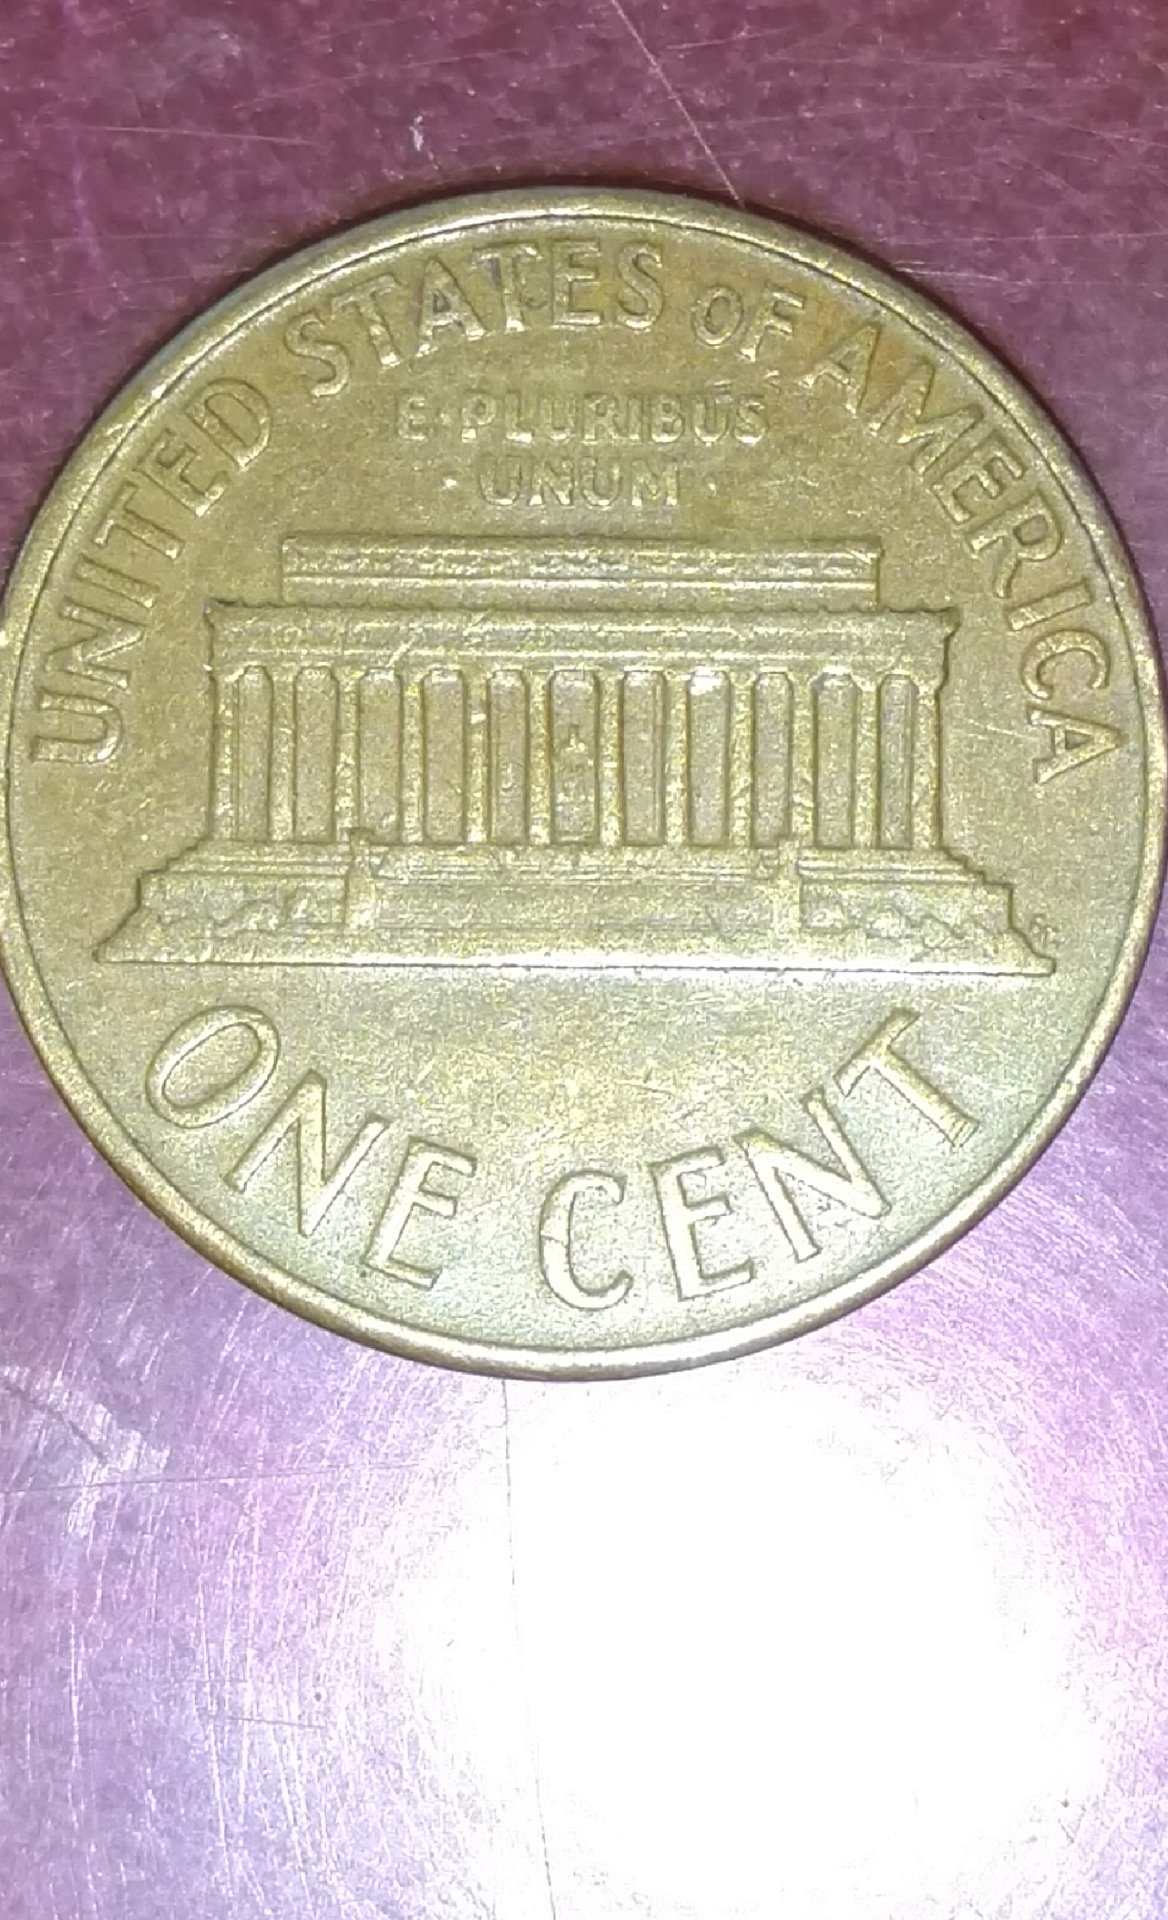 UNITED STATES OF AMERICA
E·PLURIBUS
·UNUM·
ONE CENT